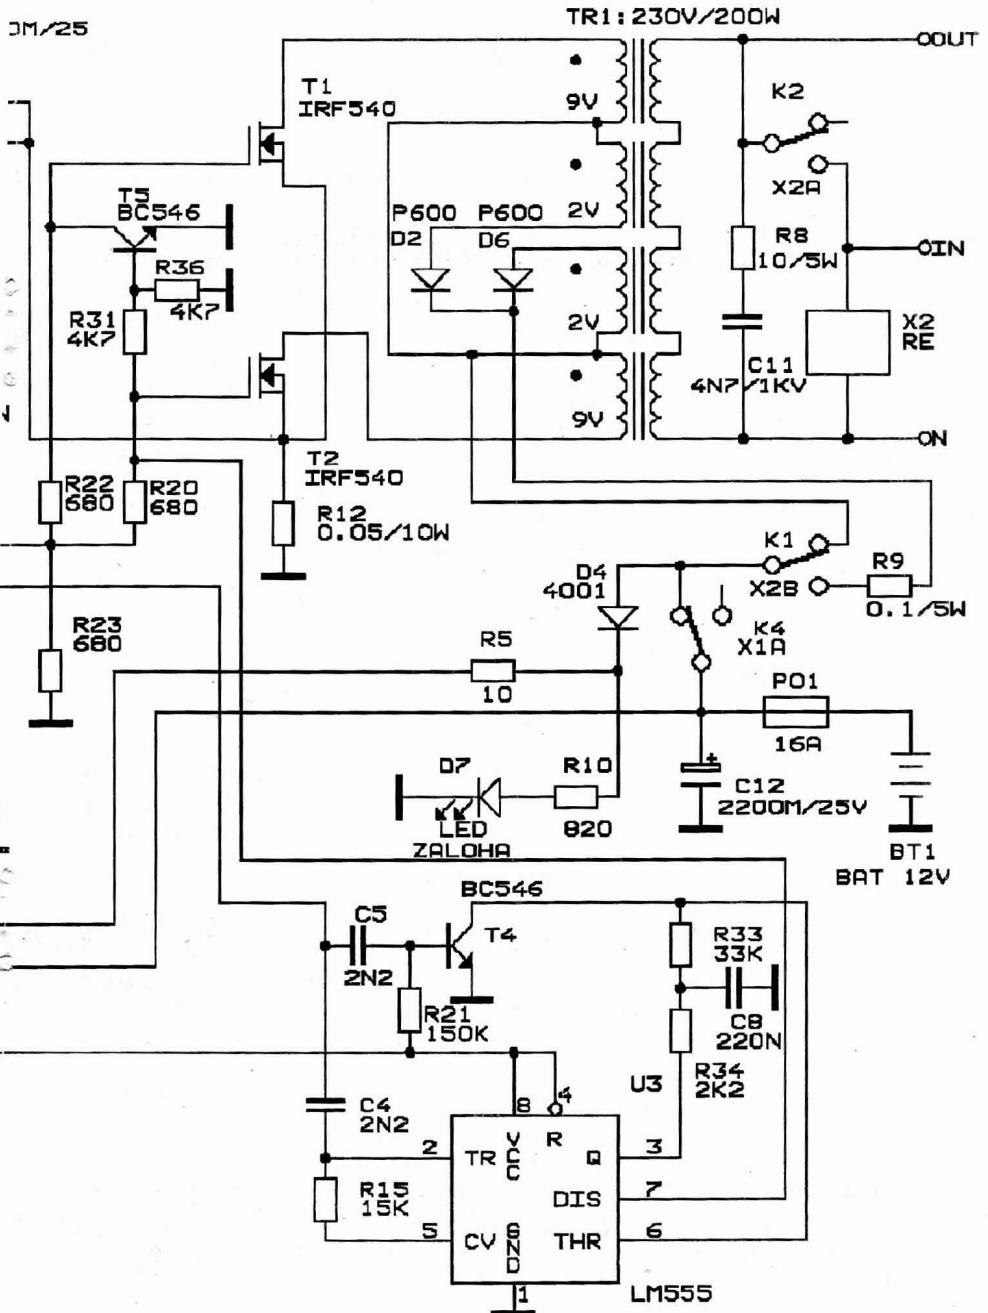 TR1:230V/200W
OUT
T1
IRF540
9V
K2
X2A
T5
BC546
P600
D2
P600
D6
2V
R8
10/5W
IN
R36
4K7
R31
4K7
2V
X2
RE
C11
4N7/1KV
9V
N
T2
IRF540
R22
680
R20
680
R12
0.05/10W
K1
X2B
R9
0.1/5W
D4
4001
R23
680
K4
X1A
R5
10
PO1
16A
D7
LED
ZALOHA
R10
820
+
C12
2200M/25V
BT1
BAT 12V
BC546
T4
C5
2N2
R21
150K
R33
33K
C8
220N
R34
2K2
U3
C4
2N2
8
4
VCC
R
2
TR
Q
3
R15
15K
DIS
7
5
CV
GND
THR
6
1
LM555